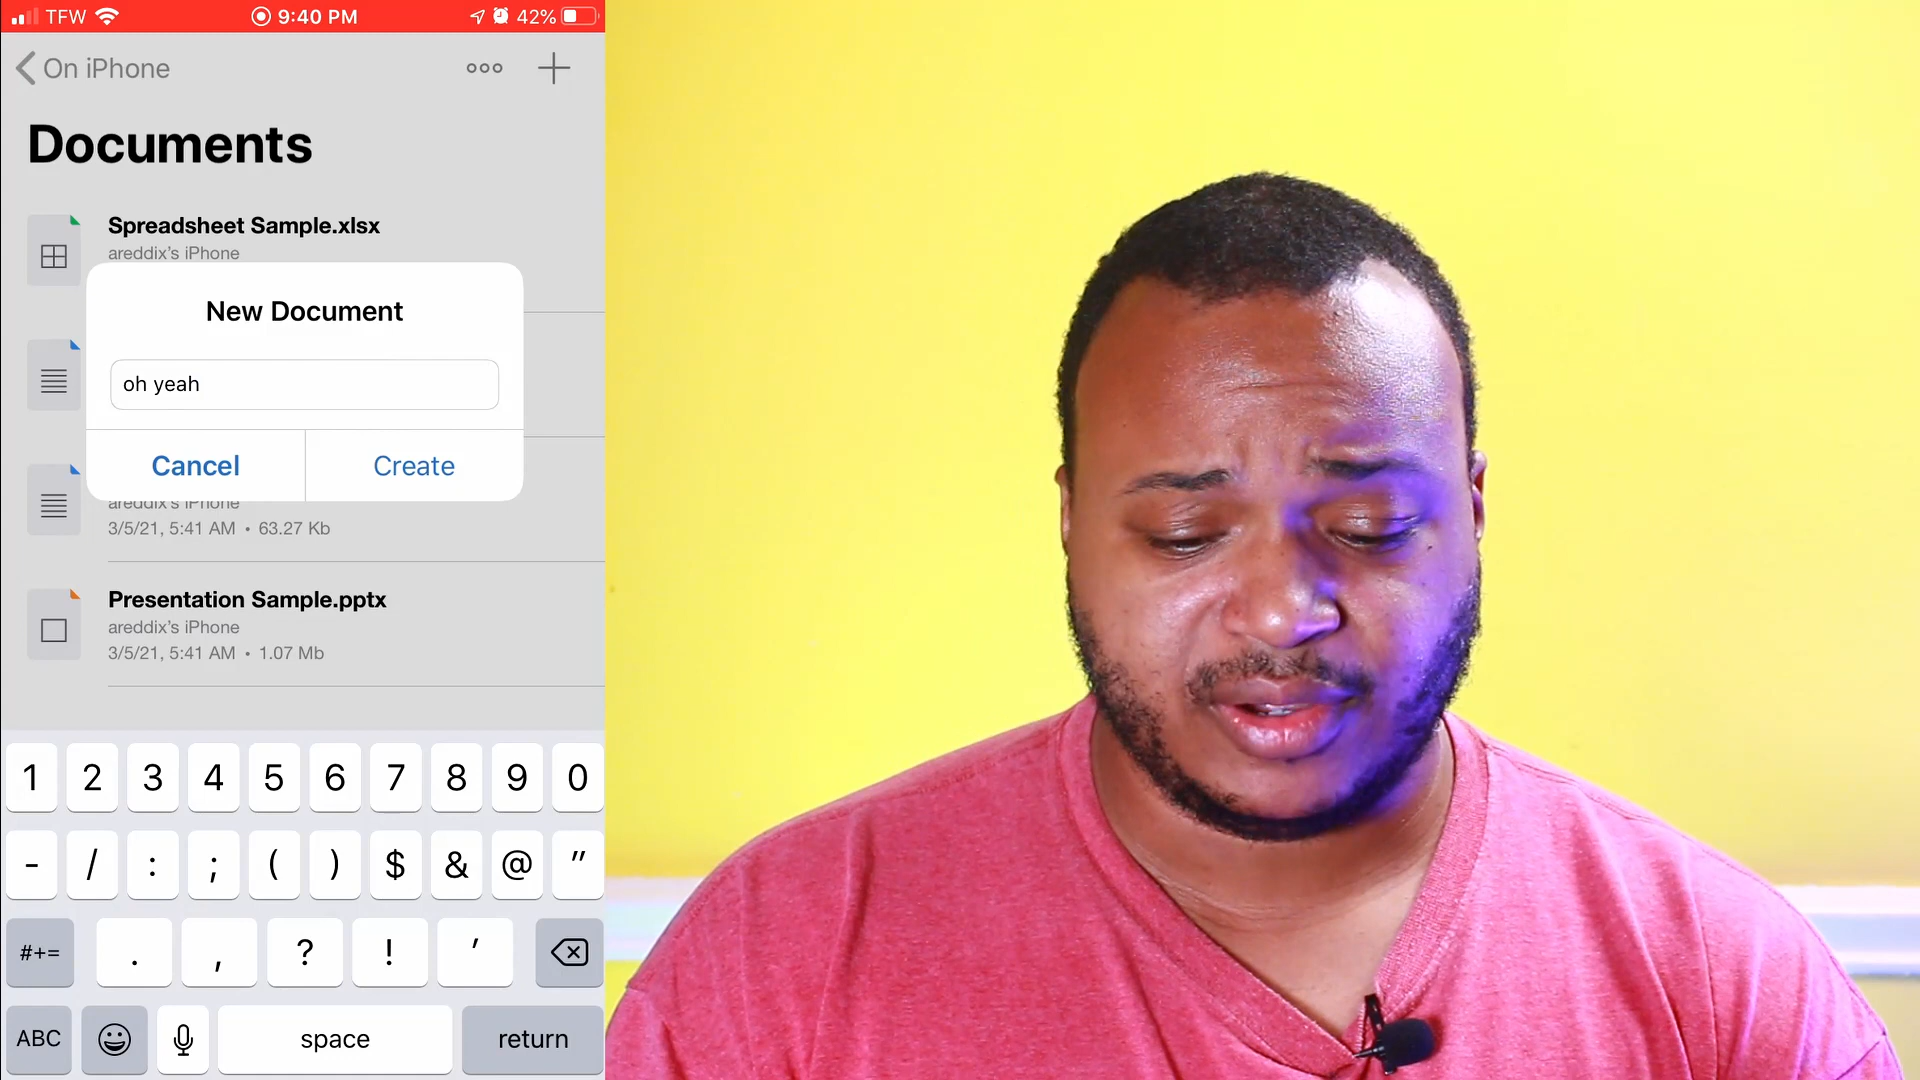 TFW 9:40 PM 42%
On iPhone
Documents
Spreadsheet Sample.xlsx
areddix's iPhone
New Document
oh yeah
Cancel Create
areddix's iPhone
3/5/21, 5:41 AM • 63.27 Kb
Presentation Sample.pptx
areddix's iPhone
3/5/21, 5:41 AM • 1.07 Mb
1 2 3 4 5 6 7 8 9 0
- / : ; ( ) $ & @ "
#+= . , ? ! '
ABC space return